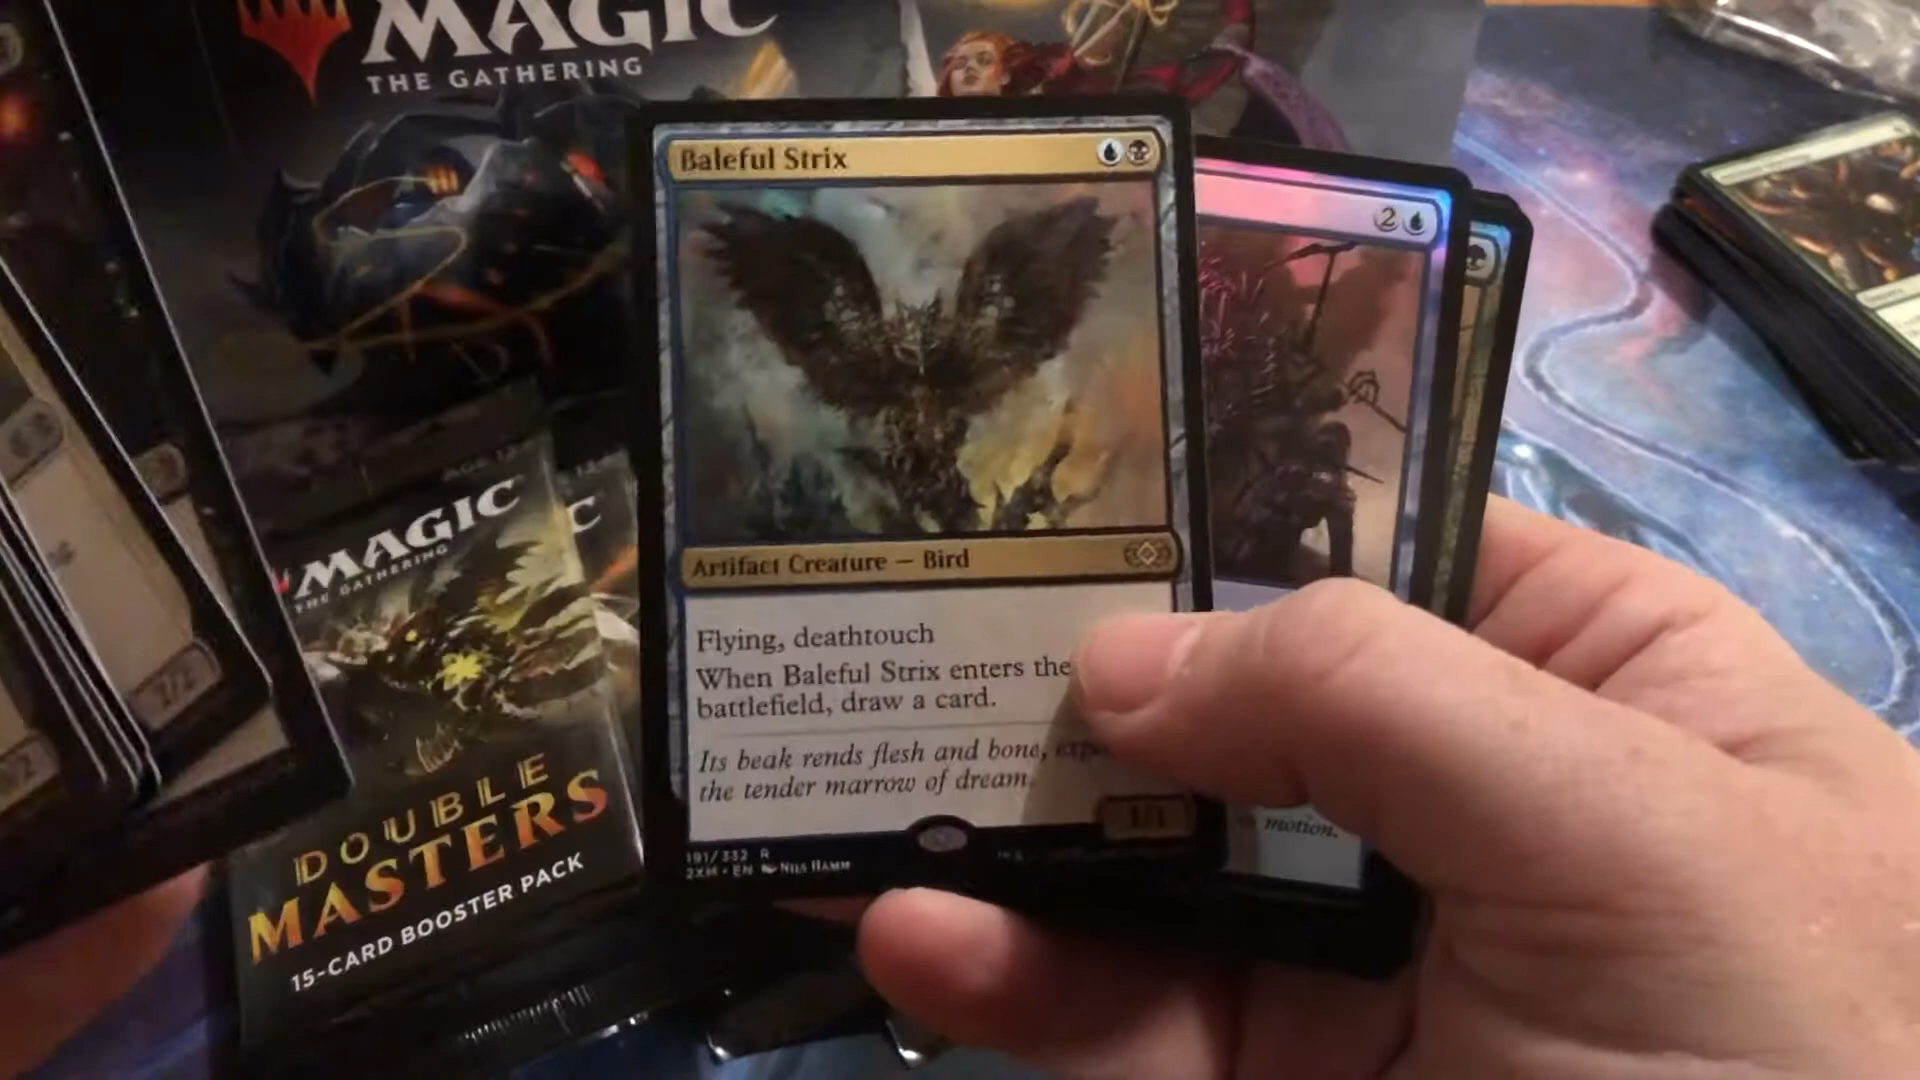 MAGIC
THE GATHERING
Baleful Strix
2
Artifact Creature — Bird
Flying, deathtouch
When Baleful Strix enters the
battlefield, draw a card.
Its beak rends flesh and bone,
the tender marrow of dream.
1/1
191/332 R
2XM • EN NILS HAMM
motion.
MAGIC
THE GATHERING
C
DOUBLE
MASTERS
15-CARD BOOSTER PACK